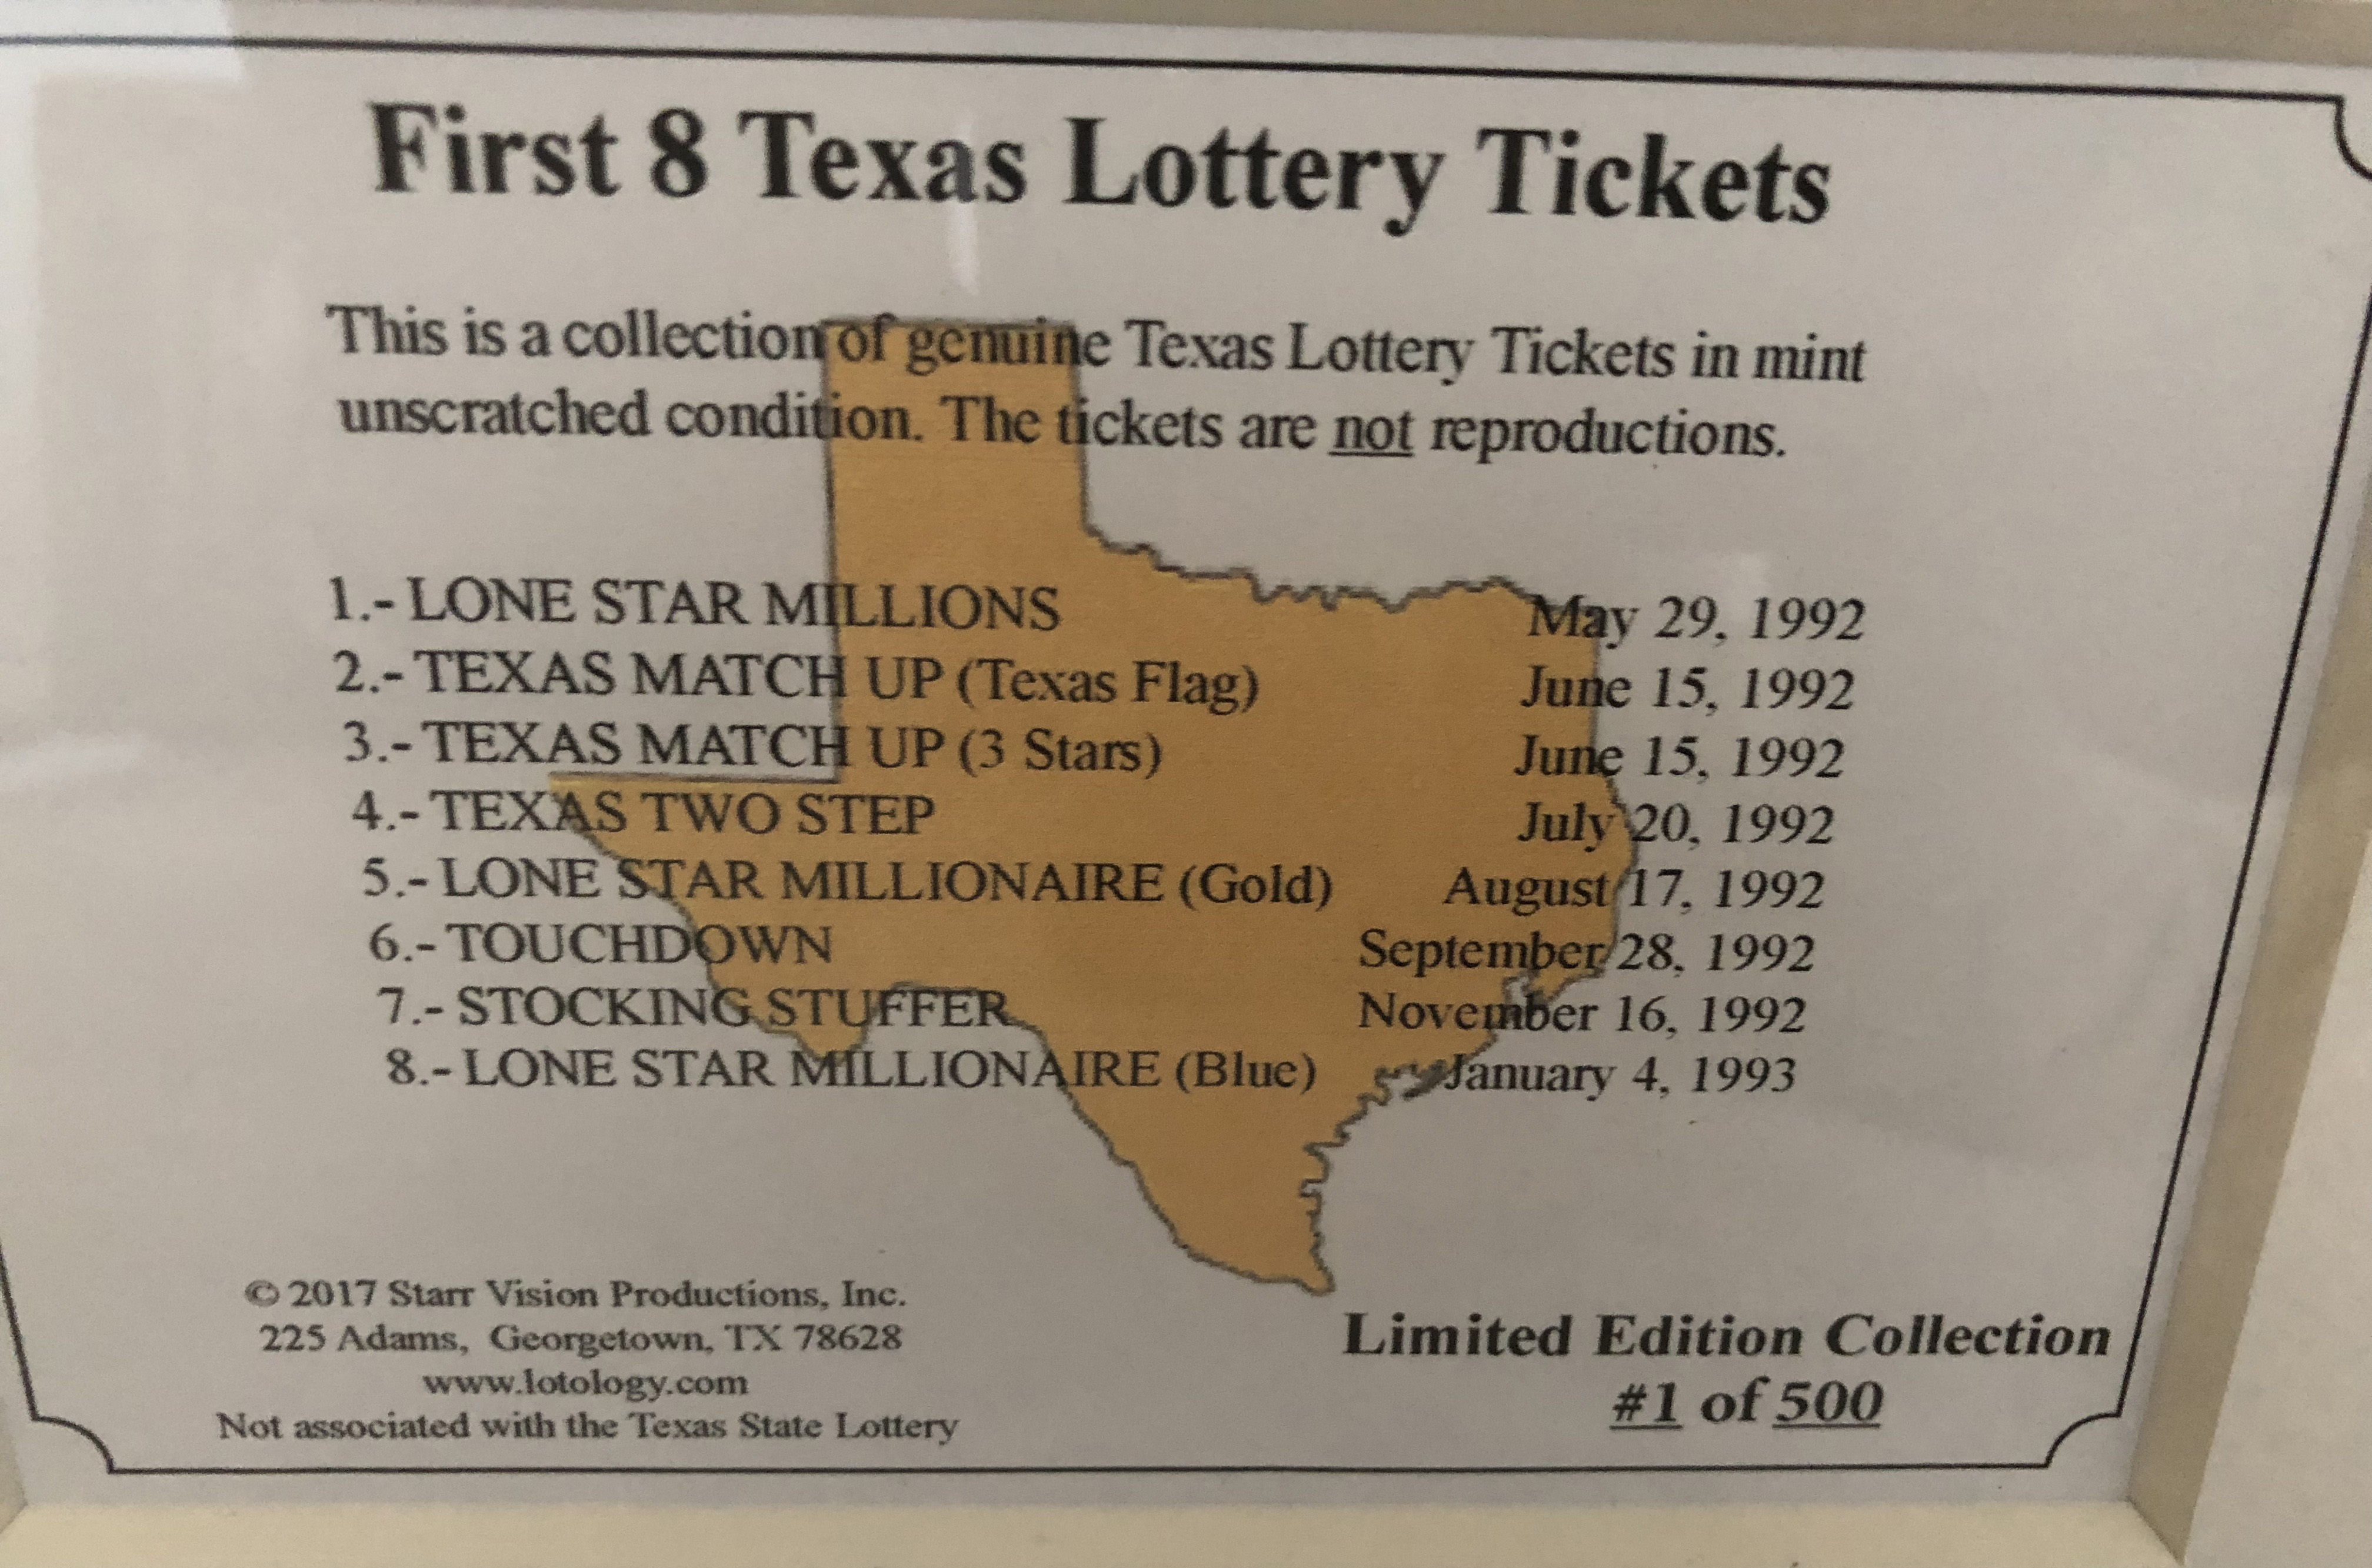 First 8 Texas Lottery Tickets
This is a collection of genuine Texas Lottery Tickets in mint
unscratched condition. The tickets are not reproductions.
1.- LONE STAR MILLIONS May 29, 1992
2.- TEXAS MATCH UP (Texas Flag) June 15, 1992
3.- TEXAS MATCH UP (3 Stars) June 15, 1992
4.- TEXAS TWO STEP July 20, 1992
5.- LONE STAR MILLIONAIRE (Gold) August 17, 1992
6.- TOUCHDOWN September 28, 1992
7.- STOCKING STUFFER November 16, 1992
8.- LONE STAR MILLIONAIRE (Blue) January 4, 1993
© 2017 Starr Vision Productions, Inc.
225 Adams, Georgetown, TX 78628
www.lotology.com
Not associated with the Texas State Lottery
Limited Edition Collection
#1 of 500